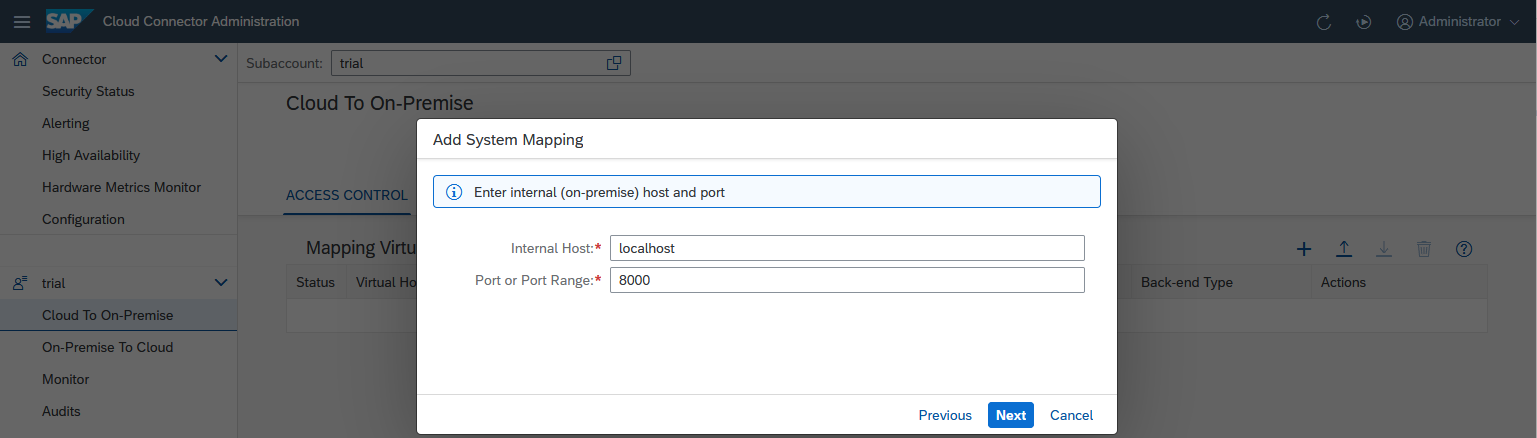 SAP Cloud Connector Administration
Administrator
Connector
Security Status
Alerting
High Availability
Hardware Metrics Monitor
Configuration
trial
Cloud To On-Premise
On-Premise To Cloud
Monitor
Audits
Subaccount: trial
Cloud To On-Premise
ACCESS CONTROL
Mapping Virtu
Status Virtual Ho Back-end Type Actions
Add System Mapping
Enter internal (on-premise) host and port
Internal Host:* localhost
Port or Port Range:* 8000
Previous Next Cancel